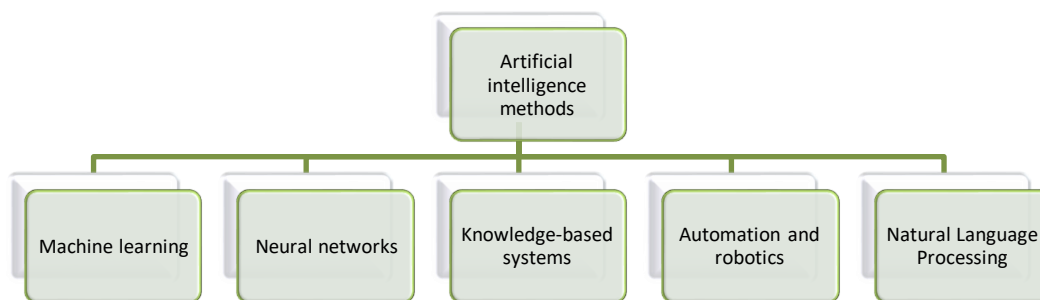 Artificial
intelligence
methods
Machine learning
Neural networks
Knowledge-based
systems
Automation and
robotics
Natural Language
Processing